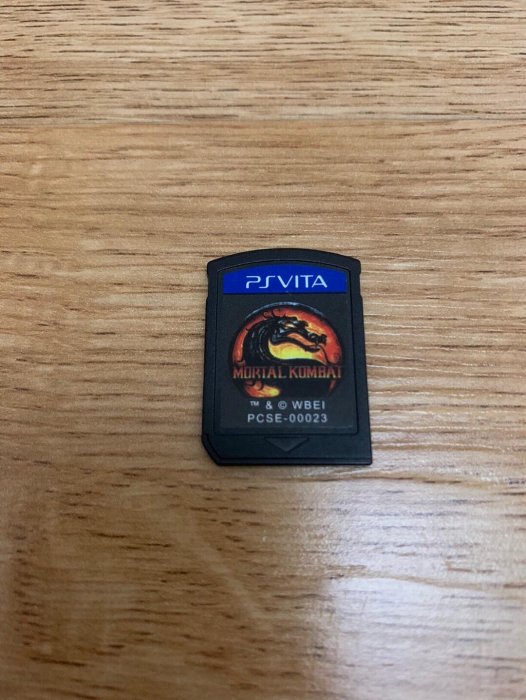 PSVITA
MORTAL KOMBAT
™ & © WBEI
PCSE-00023